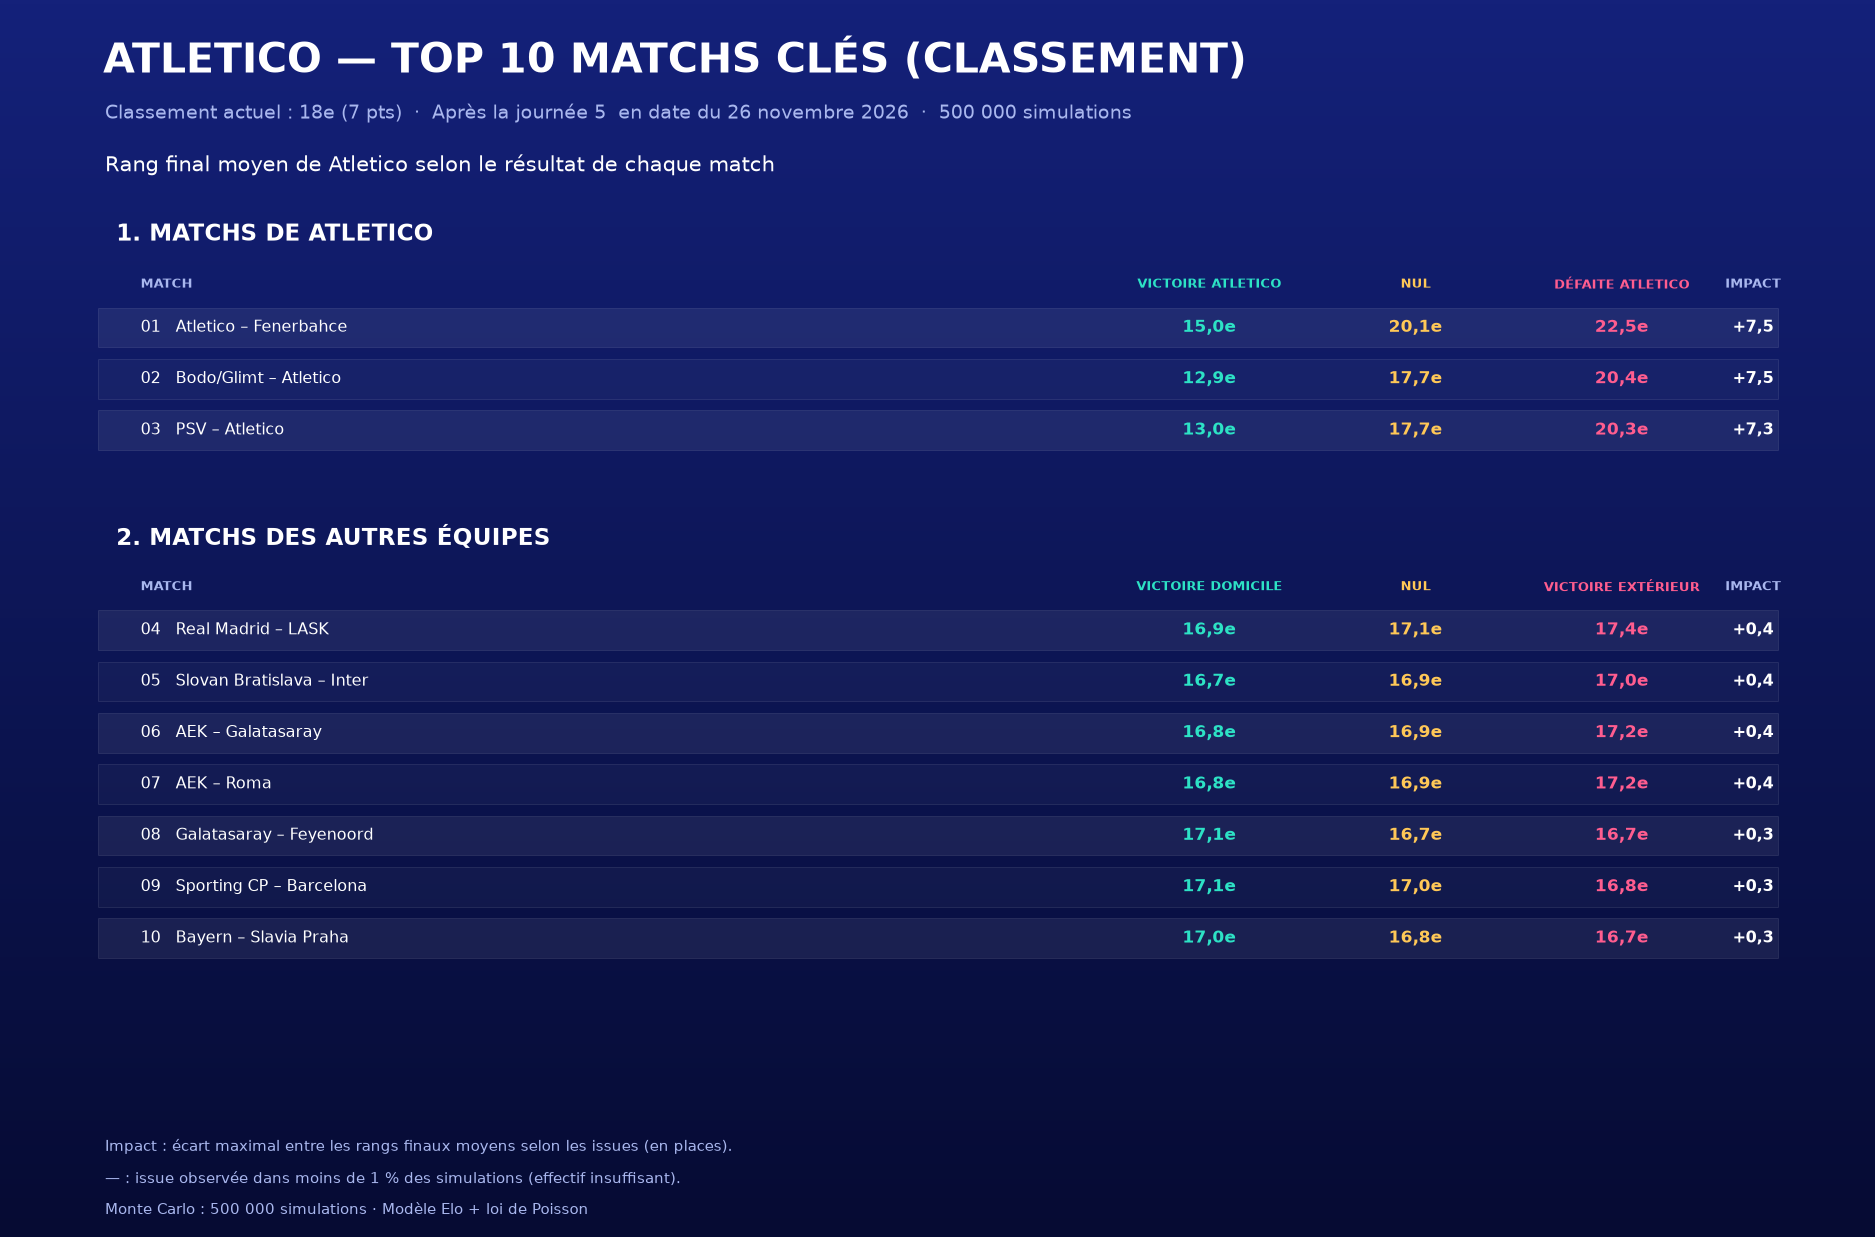 ATLETICO — TOP 10 MATCHS CLÉS (CLASSEMENT)
Classement actuel : 18e (7 pts) · Après la journée 5 en date du 26 novembre 2026 · 500 000 simulations
Rang final moyen de Atletico selon le résultat de chaque match
1. MATCHS DE ATLETICO
MATCH VICTOIRE ATLETICO NUL DÉFAITE ATLETICO IMPACT
01 Atletico – Fenerbahce 15,0e 20,1e 22,5e +7,5
02 Bodo/Glimt – Atletico 12,9e 17,7e 20,4e +7,5
03 PSV – Atletico 13,0e 17,7e 20,3e +7,3
2. MATCHS DES AUTRES ÉQUIPES
MATCH VICTOIRE DOMICILE NUL VICTOIRE EXTÉRIEUR IMPACT
04 Real Madrid – LASK 16,9e 17,1e 17,4e +0,4
05 Slovan Bratislava – Inter 16,7e 16,9e 17,0e +0,4
06 AEK – Galatasaray 16,8e 16,9e 17,2e +0,4
07 AEK – Roma 16,8e 16,9e 17,2e +0,4
08 Galatasaray – Feyenoord 17,1e 16,7e 16,7e +0,3
09 Sporting CP – Barcelona 17,1e 17,0e 16,8e +0,3
10 Bayern – Slavia Praha 17,0e 16,8e 16,7e +0,3
Impact : écart maximal entre les rangs finaux moyens selon les issues (en places).
— : issue observée dans moins de 1 % des simulations (effectif insuffisant).
Monte Carlo : 500 000 simulations · Modèle Elo + loi de Poisson